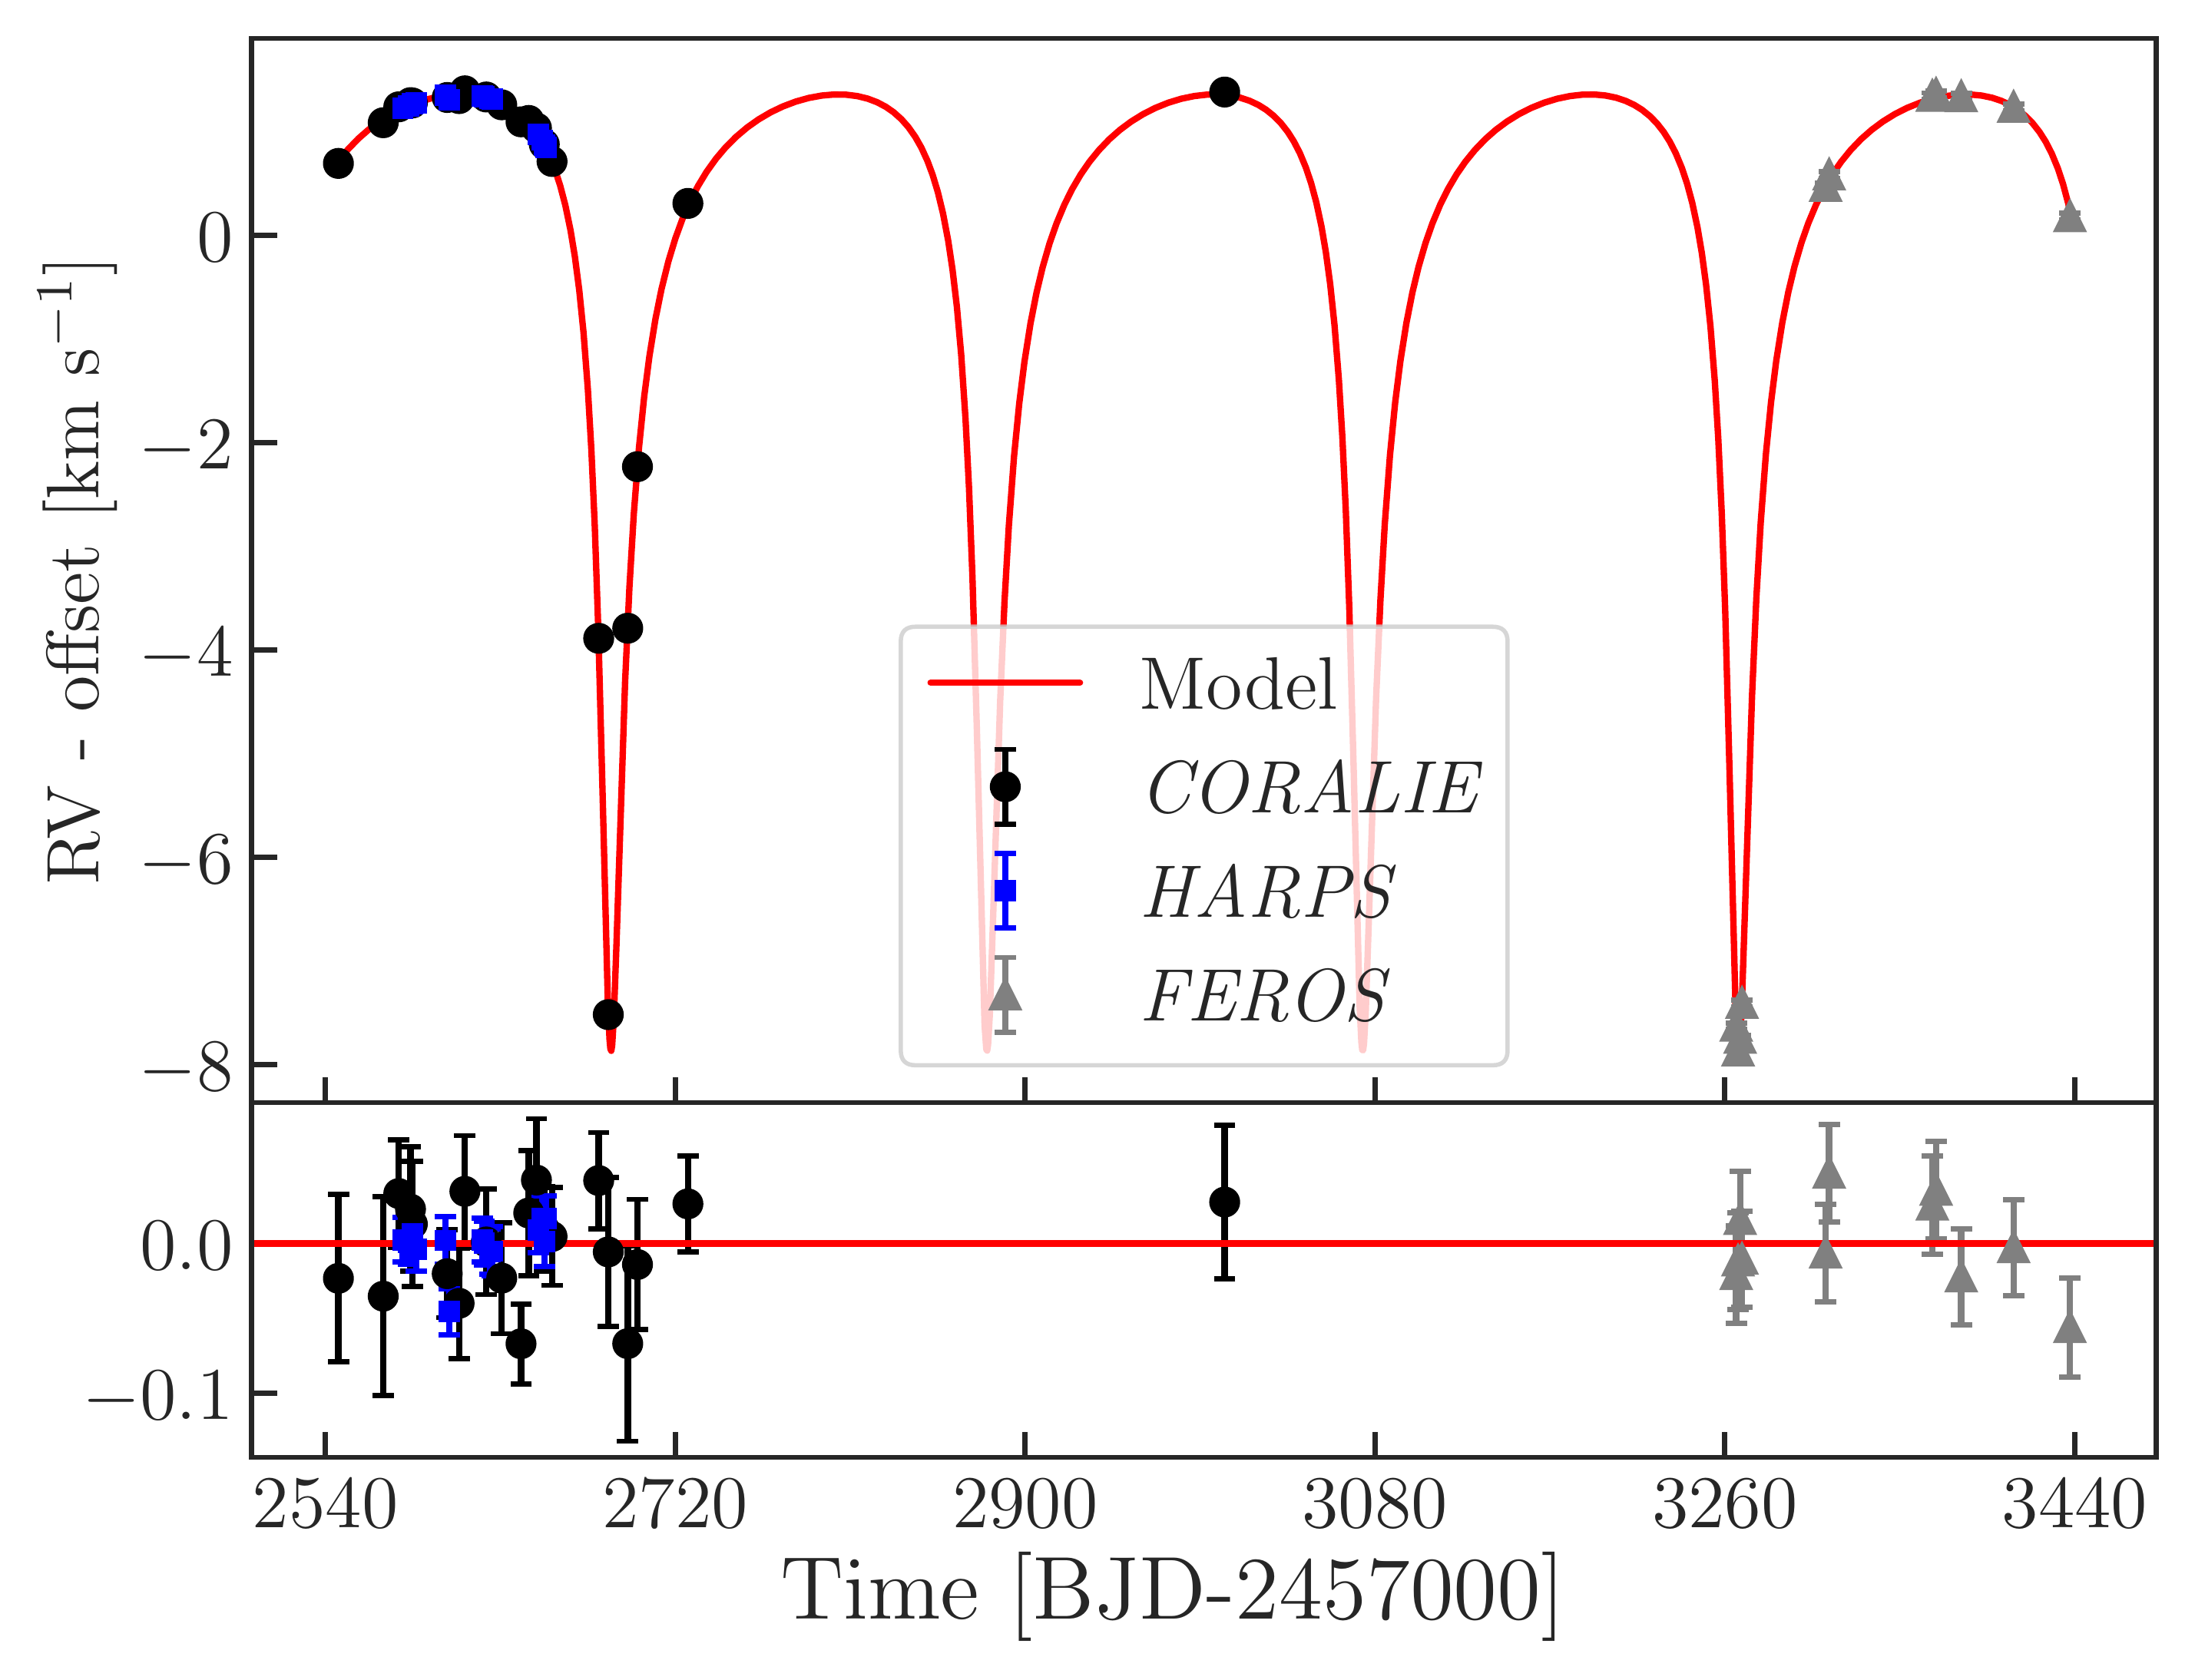 RV - offset [km s⁻¹]
0
−2
−4
−6
−8
Model
CORALIE
HARPS
FEROS
0.0
−0.1
2540 2720 2900 3080 3260 3440
Time [BJD-2457000]